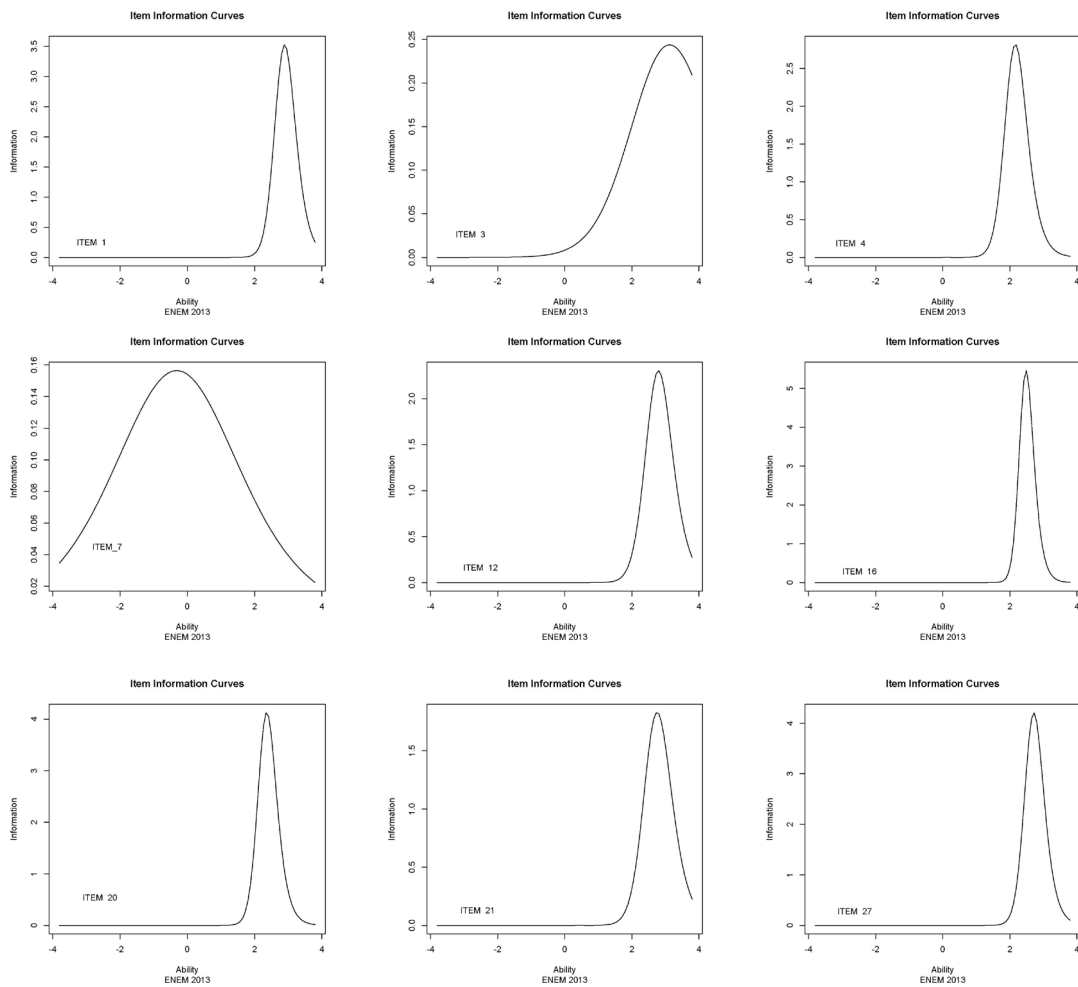 Item Information Curves
Information
3.5
3.0
2.5
2.0
1.5
1.0
0.5
0.0
ITEM 1
-4 -2 0 2 4
Ability
ENEM 2013
Item Information Curves
Information
0.25
0.20
0.15
0.10
0.05
0.00
ITEM 3
-4 -2 0 2 4
Ability
ENEM 2013
Item Information Curves
Information
2.5
2.0
1.5
1.0
0.5
0.0
ITEM 4
-4 -2 0 2 4
Ability
ENEM 2013
Item Information Curves
Information
0.16
0.14
0.12
0.10
0.08
0.06
0.04
0.02
ITEM_7
-4 -2 0 2 4
Ability
ENEM 2013
Item Information Curves
Information
2.0
1.5
1.0
0.5
0.0
ITEM 12
-4 -2 0 2 4
Ability
ENEM 2013
Item Information Curves
Information
5
4
3
2
1
0
ITEM 16
-4 -2 0 2 4
Ability
ENEM 2013
Item Information Curves
Information
4
3
2
1
0
ITEM 20
-4 -2 0 2 4
Ability
ENEM 2013
Item Information Curves
Information
1.5
1.0
0.5
0.0
ITEM 21
-4 -2 0 2 4
Ability
ENEM 2013
Item Information Curves
Information
4
3
2
1
0
ITEM 27
-4 -2 0 2 4
Ability
ENEM 2013